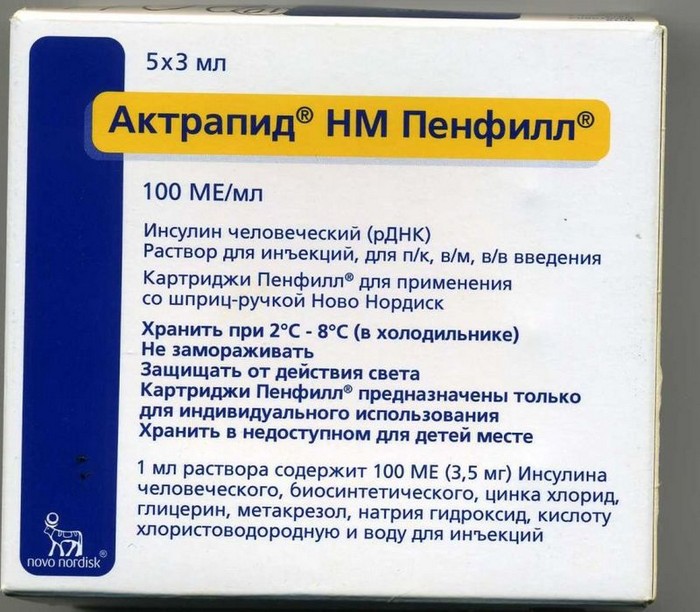 5x3 мл
Актрапид® НМ Пенфилл®
100 МЕ/мл
Инсулин человеческий (рДНК)
Раствор для инъекций, для п/к, в/м, в/в введения
Картриджи Пенфилл® для применения
со шприц-ручкой Ново Нордиск
Хранить при 2°C - 8°C (в холодильнике)
Не замораживать
Защищать от действия света
Картриджи Пенфилл® предназначены только
для индивидуального использования
Хранить в недоступном для детей месте
1 мл раствора содержит 100 МЕ (3,5 мг) Инсулина
человеческого, биосинтетического, цинка хлорид,
глицерин, метакрезол, натрия гидроксид, кислоту
хлористоводородную и воду для инъекций
novo nordisk®